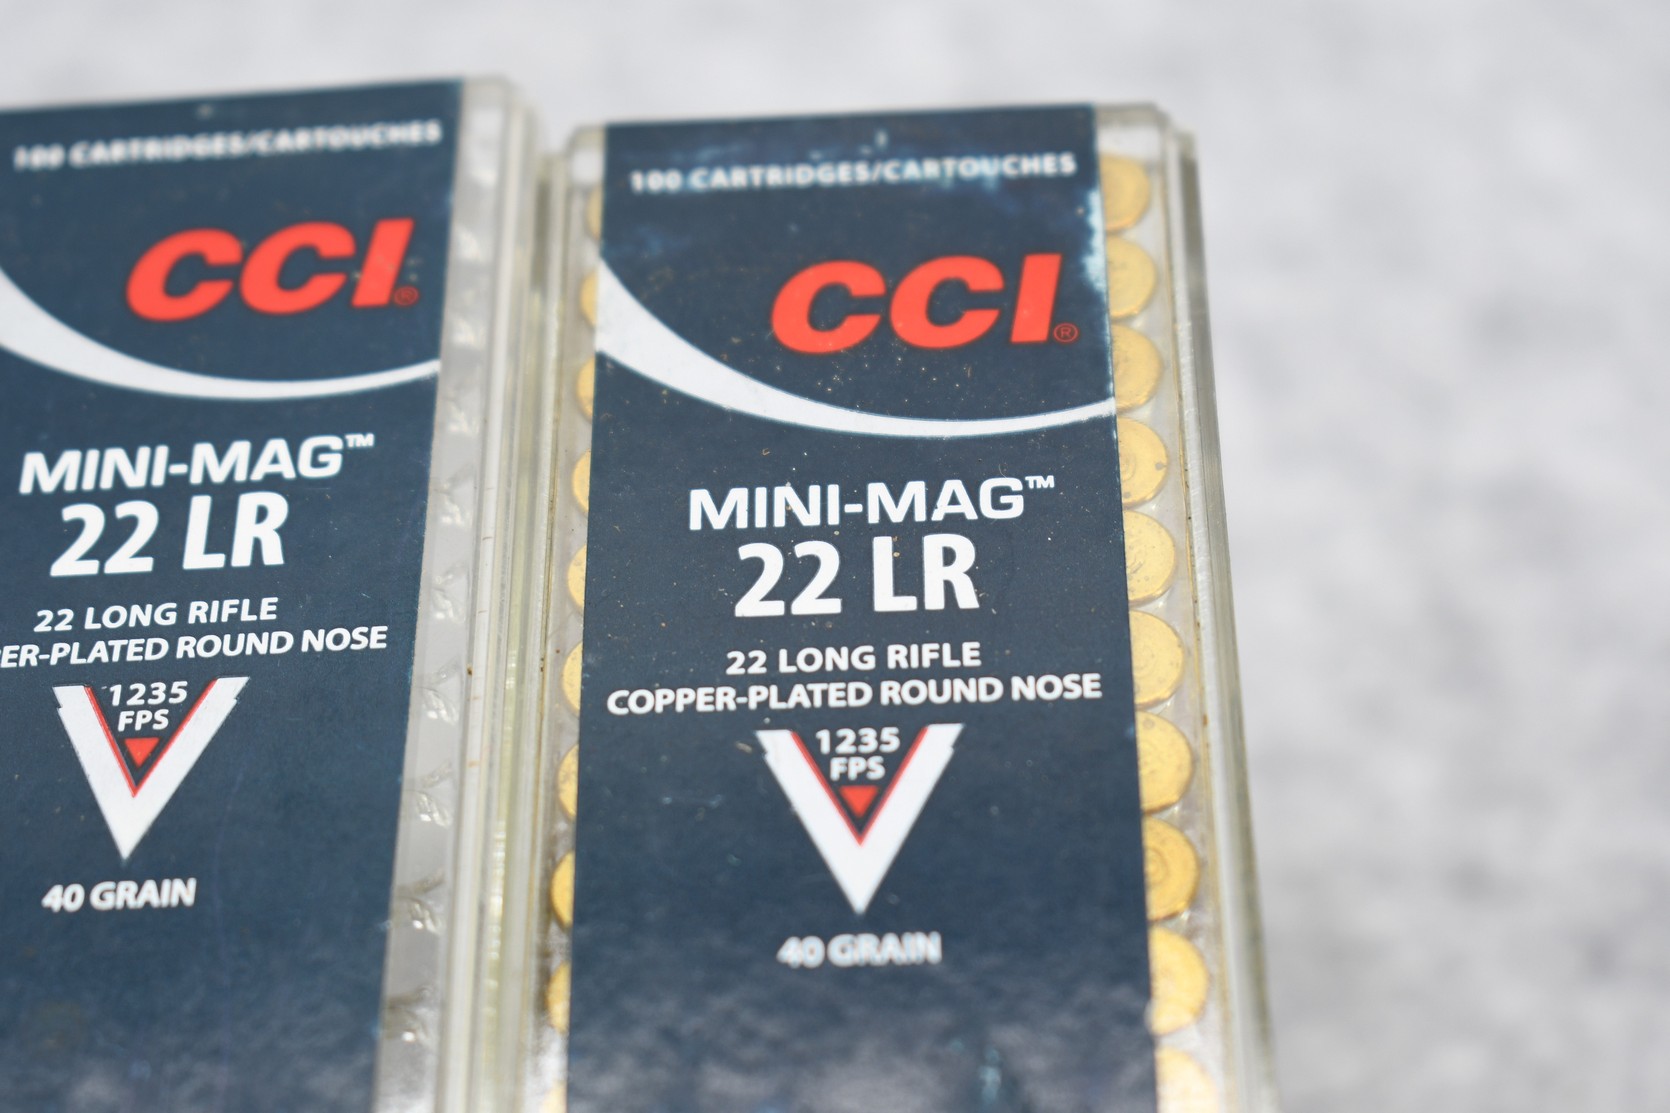 100 CARTRIDGES/CARTOUCHES
CCI®
MINI-MAG™
22 LR
22 LONG RIFLE
ER-PLATED ROUND NOSE
1235
FPS
40 GRAIN
100 CARTRIDGES/CARTOUCHES
CCI®
MINI-MAG™
22 LR
22 LONG RIFLE
COPPER-PLATED ROUND NOSE
1235
FPS
40 GRAIN